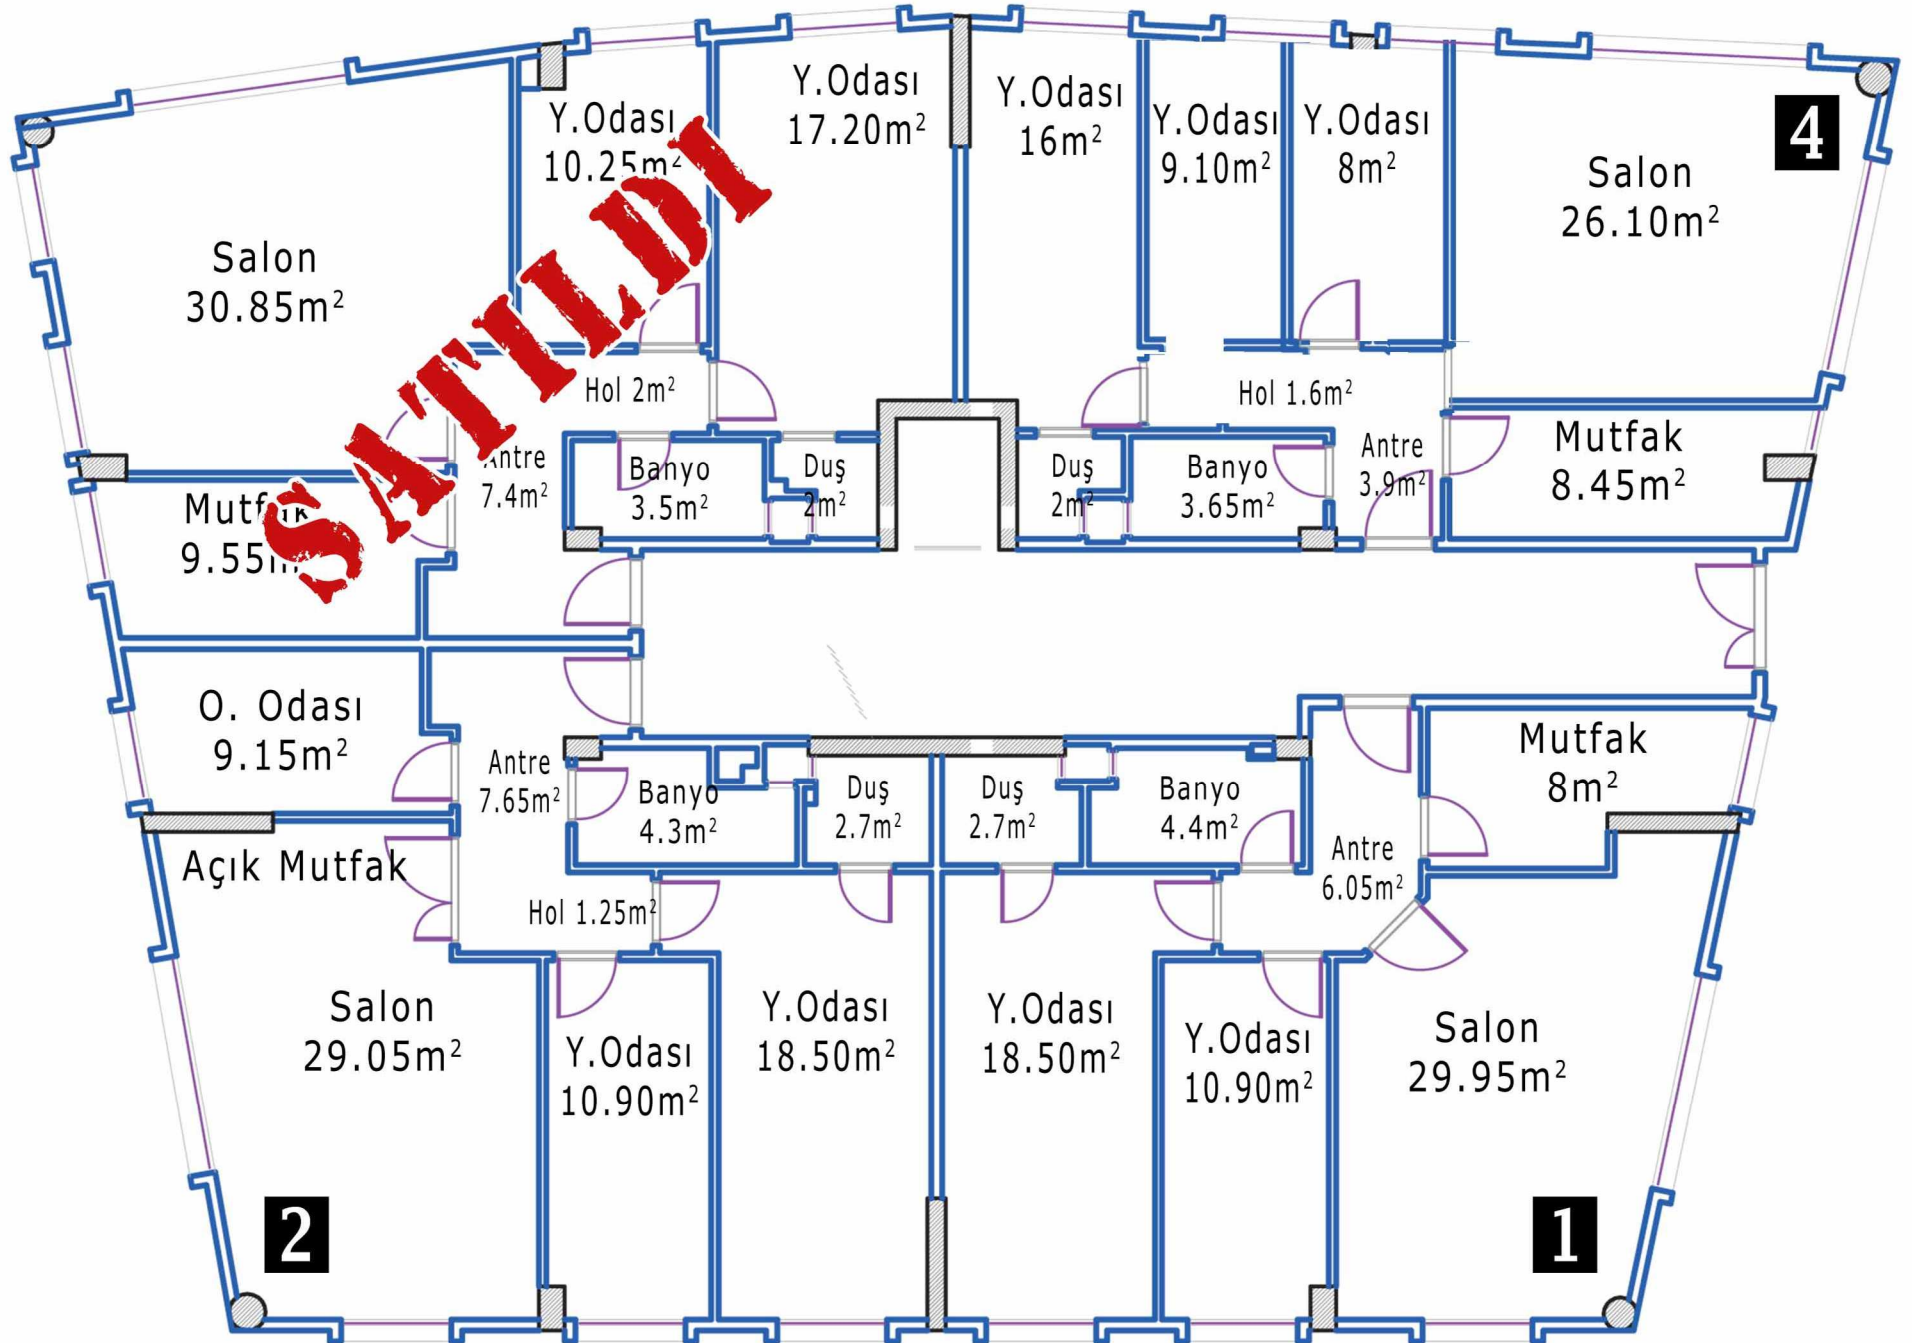 Y.Odası
10.25m²
Y.Odası
17.20m²
Y.Odası
16m²
Y.Odası
9.10m²
Y.Odası
8m²
4
Salon
26.10m²
Salon
30.85m²
SATILDI
Hol 2m²
Hol 1.6m²
Antre
7.4m²
Banyo
3.5m²
Duş
2m²
Duş
2m²
Banyo
3.65m²
Antre
3.9m²
Mutfak
8.45m²
Mutfak
O. Odası
9.15m²
Antre
7.65m²
Banyo
4.3m²
Duş
2.7m²
Duş
2.7m²
Banyo
4.4m²
Antre
6.05m²
Mutfak
8m²
Açık Mutfak
Hol 1.25m²
Salon
29.05m²
Y.Odası
10.90m²
Y.Odası
18.50m²
Y.Odası
18.50m²
Y.Odası
10.90m²
Salon
29.95m²
2
1